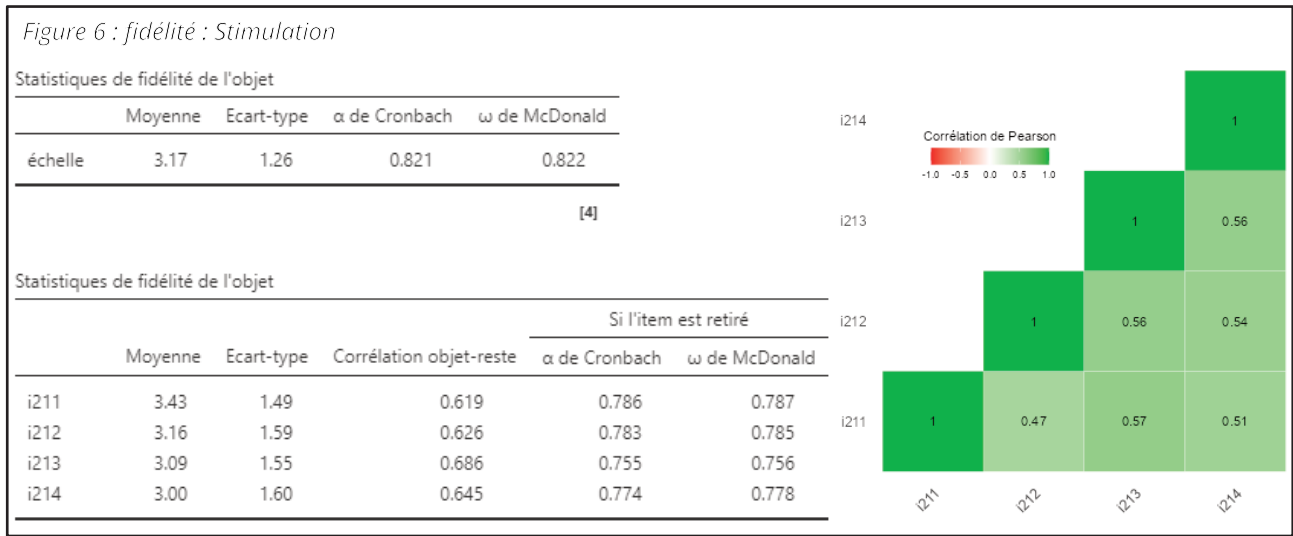 Figure 6 : fidélité : Stimulation
Statistiques de fidélité de l'objet
Moyenne Ecart-type α de Cronbach ω de McDonald
échelle 3.17 1.26 0.821 0.822
[4]
Statistiques de fidélité de l'objet
Si l'item est retiré
Moyenne Ecart-type Corrélation objet-reste α de Cronbach ω de McDonald
i211 3.43 1.49 0.619 0.786 0.787
i212 3.16 1.59 0.626 0.783 0.785
i213 3.09 1.55 0.686 0.755 0.756
i214 3.00 1.60 0.645 0.774 0.778
Corrélation de Pearson
-1.0 -0.5 0.0 0.5 1.0
i214 1
i213 1 0.56
i212 1 0.56 0.54
i211 1 0.47 0.57 0.51
i211 i212 i213 i214